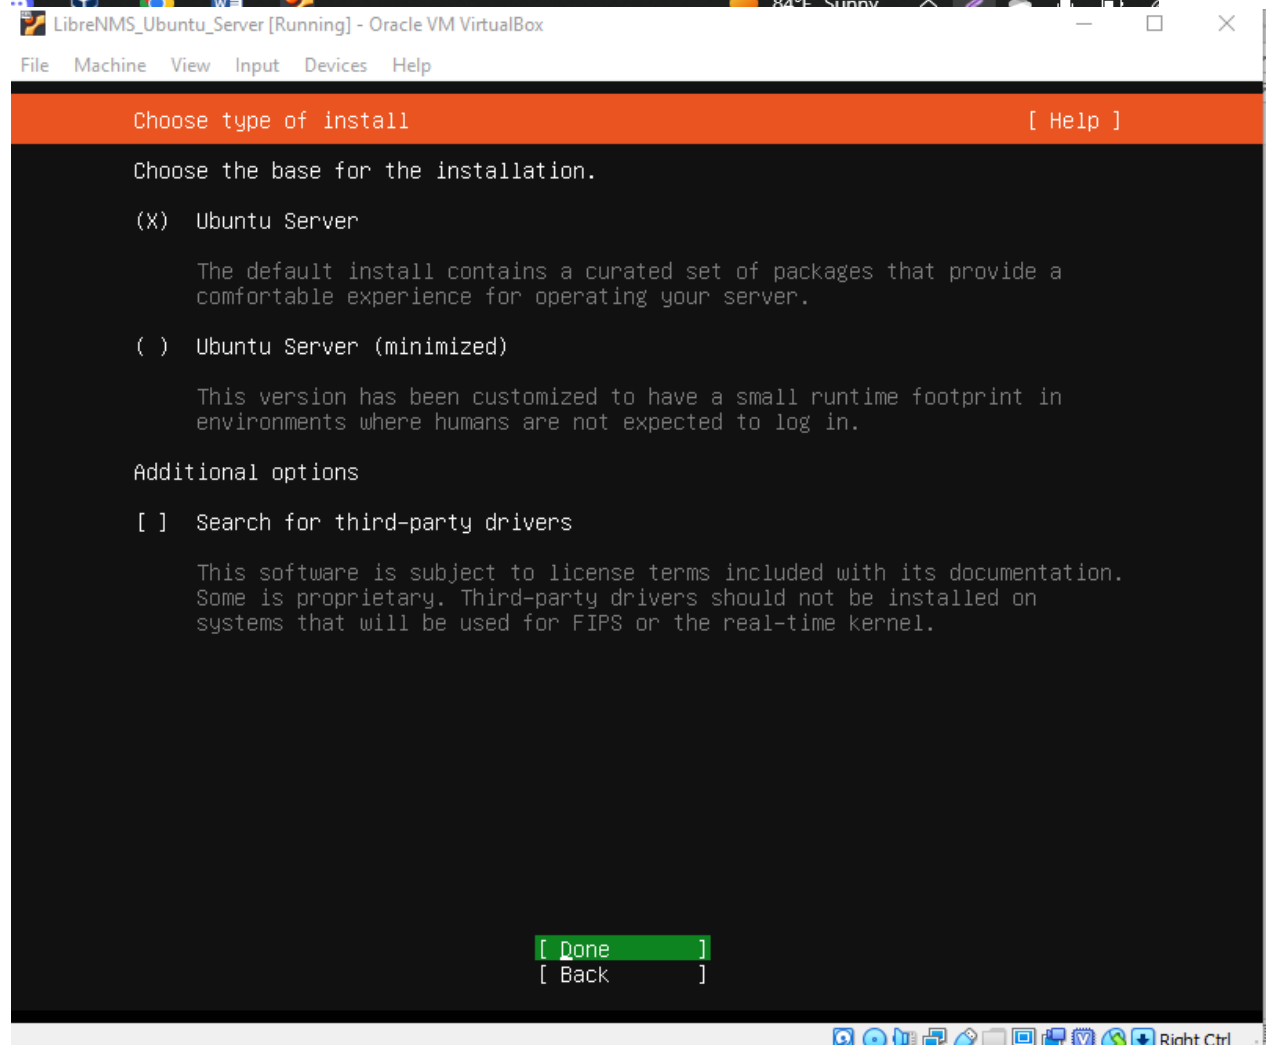 84°F Sunny
LibreNMS_Ubuntu_Server [Running] - Oracle VM VirtualBox
File Machine View Input Devices Help
Choose type of install [ Help ]
Choose the base for the installation.
(X) Ubuntu Server
The default install contains a curated set of packages that provide a
comfortable experience for operating your server.
( ) Ubuntu Server (minimized)
This version has been customized to have a small runtime footprint in
environments where humans are not expected to log in.
Additional options
[ ] Search for third-party drivers
This software is subject to license terms included with its documentation.
Some is proprietary. Third-party drivers should not be installed on
systems that will be used for FIPS or the real-time kernel.
[ Done ]
[ Back ]
Right Ctrl